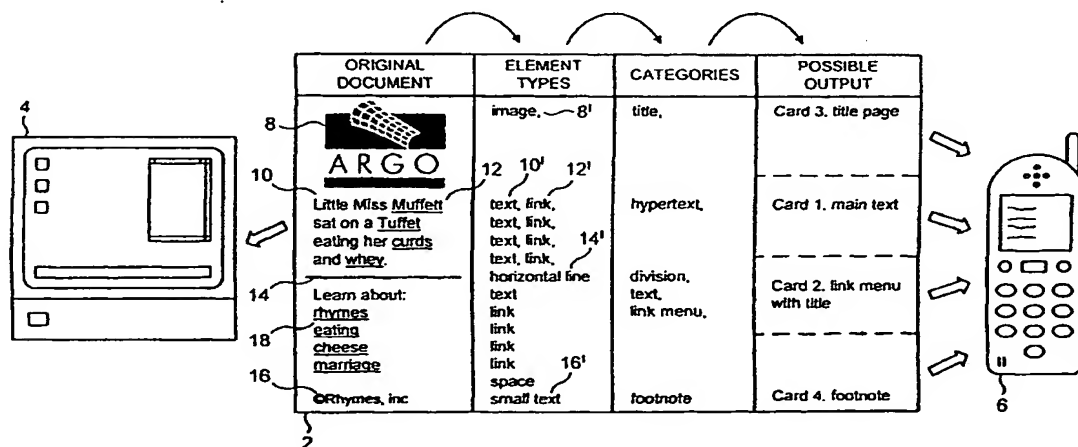 ORIGINAL DOCUMENT
ELEMENT TYPES
CATEGORIES
POSSIBLE OUTPUT
4
8
ARGO
image, 8'
title,
Card 3. title page
10
12
10'
12'
Little Miss Muffett
sat on a Tuffet
eating her curds
and whey.
text, link,
text, link,
text, link,
text, link,
hypertext,
Card 1. main text
14
14'
horizontal line
division,
Learn about:
text
text,
Card 2. link menu
with title
18
rhymes
eating
cheese
marriage
link
link
link
link
link menu,
space
16
©Rhymes, inc
16'
small text
footnote
Card 4. footnote
2
6